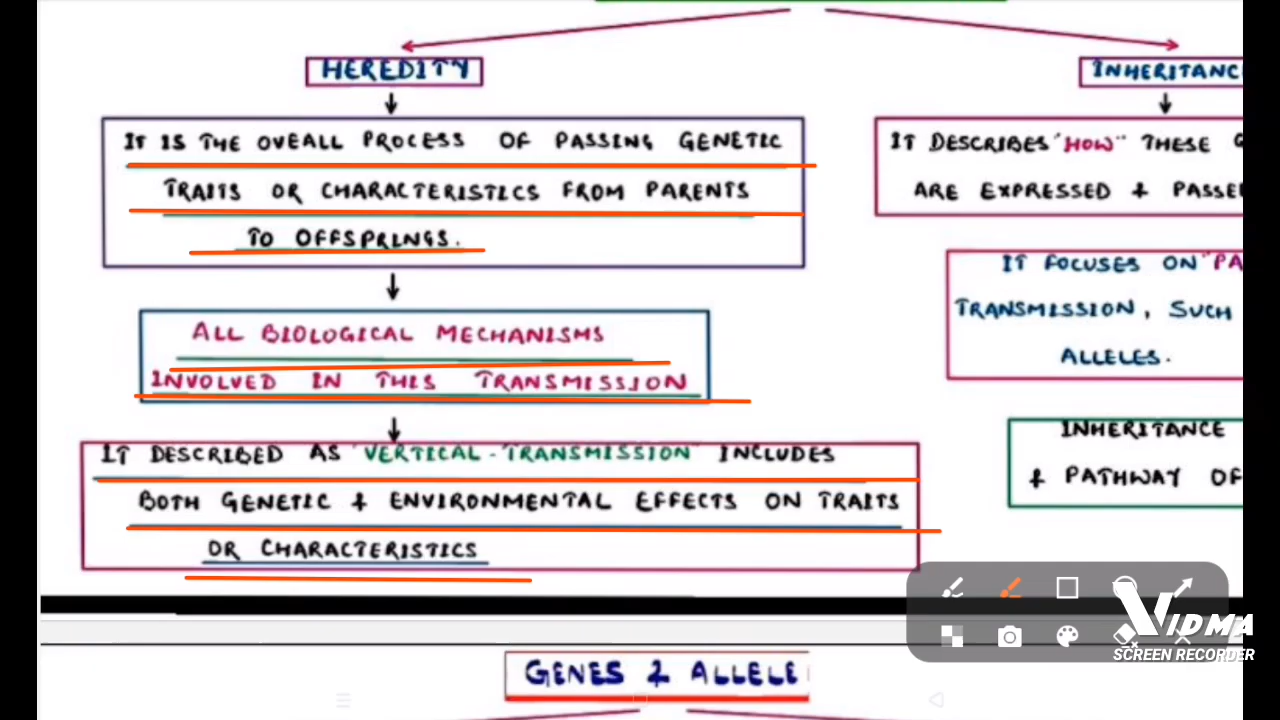 HEREDITY
IT IS THE OVEALL PROCESS OF PASSING GENETIC
TRAITS OR CHARACTERISTICS FROM PARENTS
TO OFFSPRINGS.
ALL BIOLOGICAL MECHANISMS
INVOLVED IN THIS TRANSMISSION
IT DESCRIBED AS "VERTICAL-TRANSMISSION" INCLUDES
BOTH GENETIC & ENVIRONMENTAL EFFECTS ON TRAITS
OR CHARACTERISTICS
INHERITANC
IT DESCRIBES "HOW" THESE
ARE EXPRESSED & PASSE
IT FOCUSES ON "PA
TRANSMISSION, SUCH
ALLELES.
INHERITANCE
& PATHWAY OF
GENES & ALLELE
VIDMA
SCREEN RECORDER